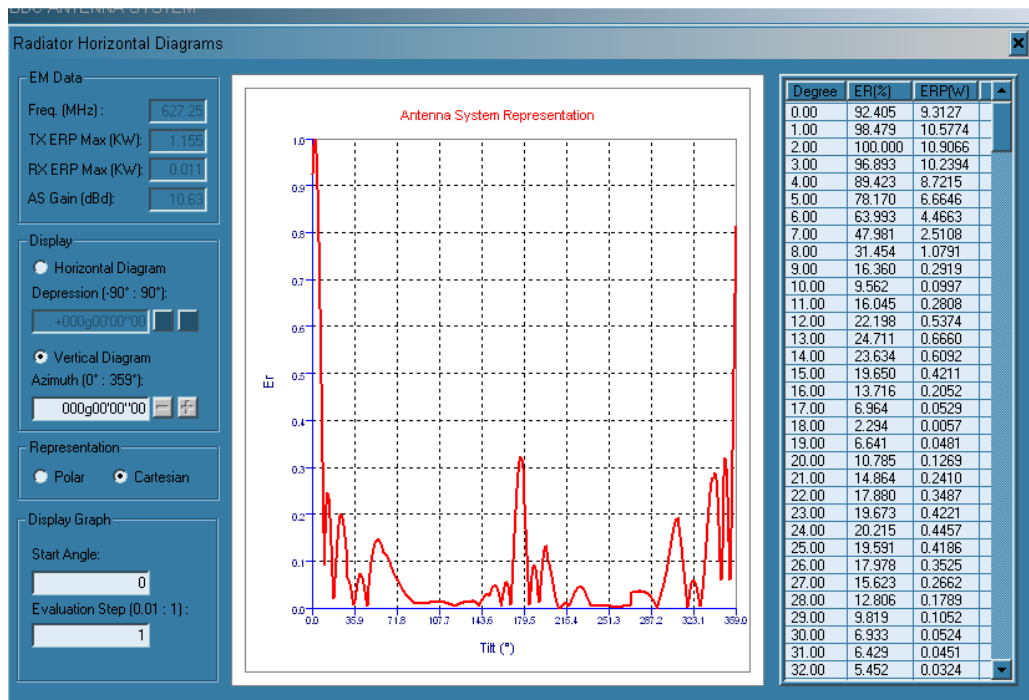 BDC ANTENNA SYSTEM
Radiator Horizontal Diagrams
EM Data
Freq. (MHz) : 627.25
TX ERP Max (KW): 1.155
RX ERP Max (KW): 0.011
AS Gain (dBd): 10.63
Display
Horizontal Diagram
Depression (-90° : 90°):
+000g00'00"00
Vertical Diagram
Azimuth (0° : 359°):
000g00'00"00
Representation
Polar Cartesian
Display Graph
Start Angle:
0
Evaluation Step (0.01 : 1) :
1
Antenna System Representation
1.0
0.9
0.8
0.7
0.6
0.5
0.4
0.3
0.2
0.1
0.0
Er
0.0 35.9 71.8 107.7 143.6 179.5 215.4 251.3 287.2 323.1 359.0
Tilt (°)
Degree ER(%) ERP(W)
0.00 92.405 9.3127
1.00 98.479 10.5774
2.00 100.000 10.9066
3.00 96.893 10.2394
4.00 89.423 8.7215
5.00 78.170 6.6646
6.00 63.993 4.4663
7.00 47.981 2.5108
8.00 31.454 1.0791
9.00 16.360 0.2919
10.00 9.562 0.0997
11.00 16.045 0.2808
12.00 22.198 0.5374
13.00 24.711 0.6660
14.00 23.634 0.6092
15.00 19.650 0.4211
16.00 13.716 0.2052
17.00 6.964 0.0529
18.00 2.294 0.0057
19.00 6.641 0.0481
20.00 10.785 0.1269
21.00 14.864 0.2410
22.00 17.880 0.3487
23.00 19.673 0.4221
24.00 20.215 0.4457
25.00 19.591 0.4186
26.00 17.978 0.3525
27.00 15.623 0.2662
28.00 12.806 0.1789
29.00 9.819 0.1052
30.00 6.933 0.0524
31.00 6.429 0.0451
32.00 5.452 0.0324